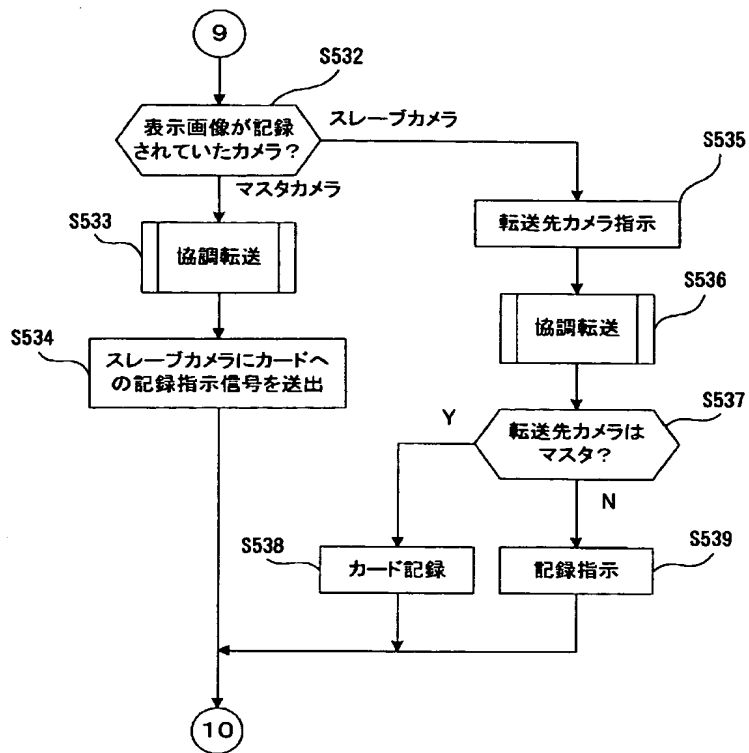 9
S532
表示画像が記録
されていたカメラ?
スレーブカメラ
マスタカメラ
S535
転送先カメラ指示
S533
協調転送
S536
協調転送
S534
スレーブカメラにカードへ
の記録指示信号を送出
S537
転送先カメラは
マスタ?
Y
N
S538
カード記録
S539
記録指示
10